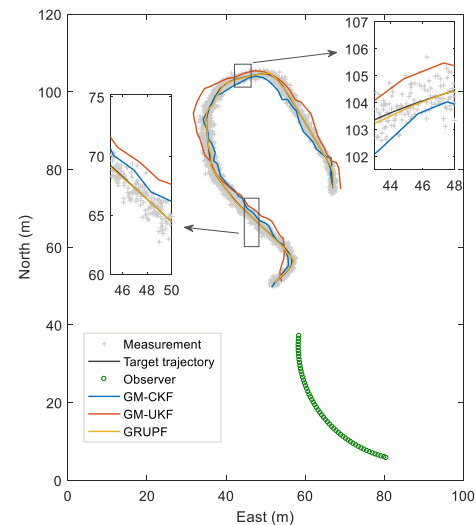 120
100
80
60
40
20
0
North (m)
0 20 40 60 80 100
East (m)
75
70
65
60
46 48 50
107
106
105
104
103
102
44 46 48
Measurement
Target trajectory
Observer
GM-CKF
GM-UKF
GRUPF